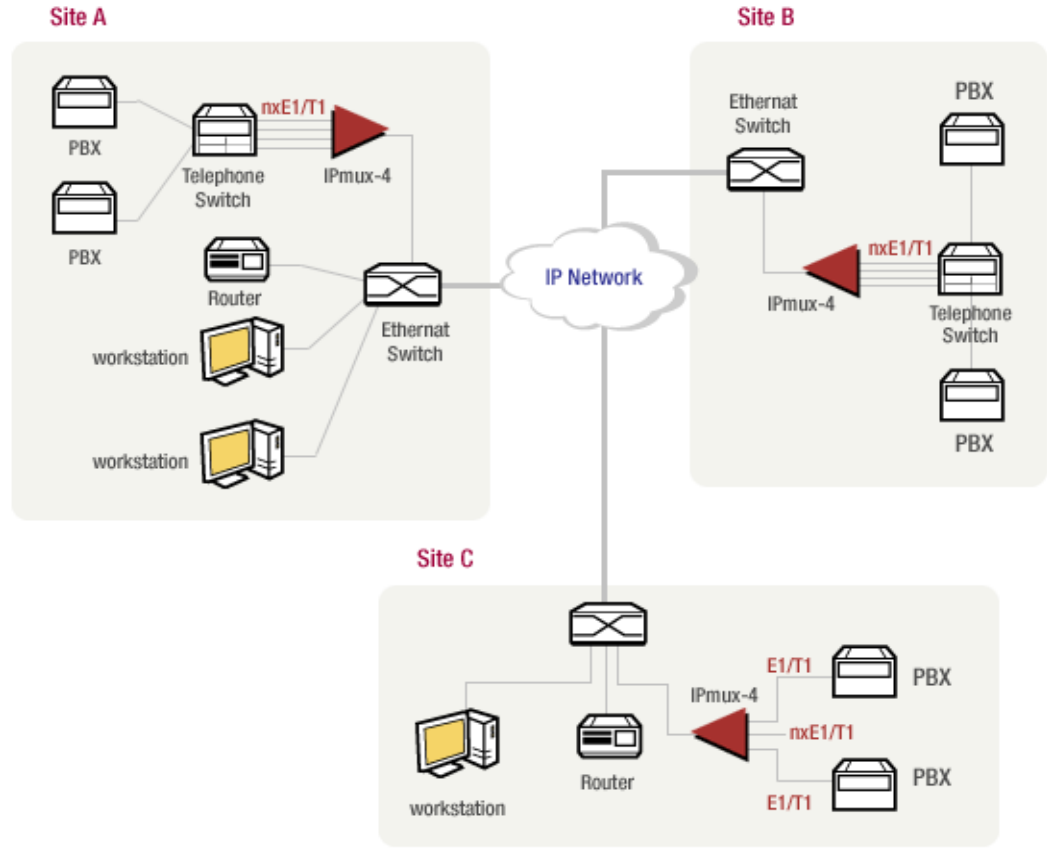 Site A
PBX
PBX
nxE1/T1
Telephone
Switch
IPmux-4
Router
workstation
workstation
Ethernat
Switch
IP Network
Site B
Ethernat
Switch
PBX
nxE1/T1
IPmux-4
Telephone
Switch
PBX
Site C
workstation
Router
IPmux-4
E1/T1
PBX
nxE1/T1
E1/T1
PBX